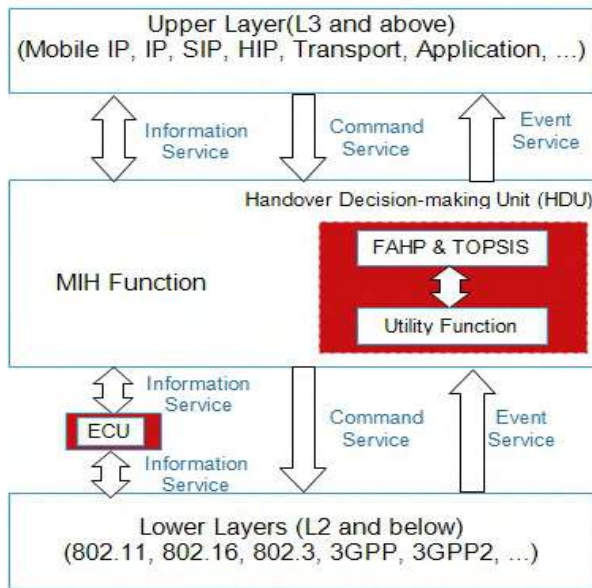 Upper Layer(L3 and above)
(Mobile IP, IP, SIP, HIP, Transport, Application, ...)
Information
Service
Command
Service
Event
Service
Handover Decision-making Unit (HDU)
FAHP & TOPSIS
MIH Function
Utility Function
Information
Service
Command
Service
Event
Service
ECU
Information
Service
Lower Layers (L2 and below)
(802.11, 802.16, 802.3, 3GPP, 3GPP2, ...)